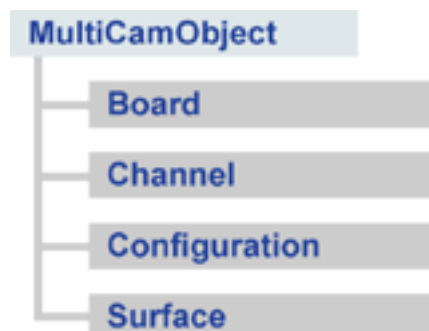 MultiCamObject
Board
Channel
Configuration
Surface